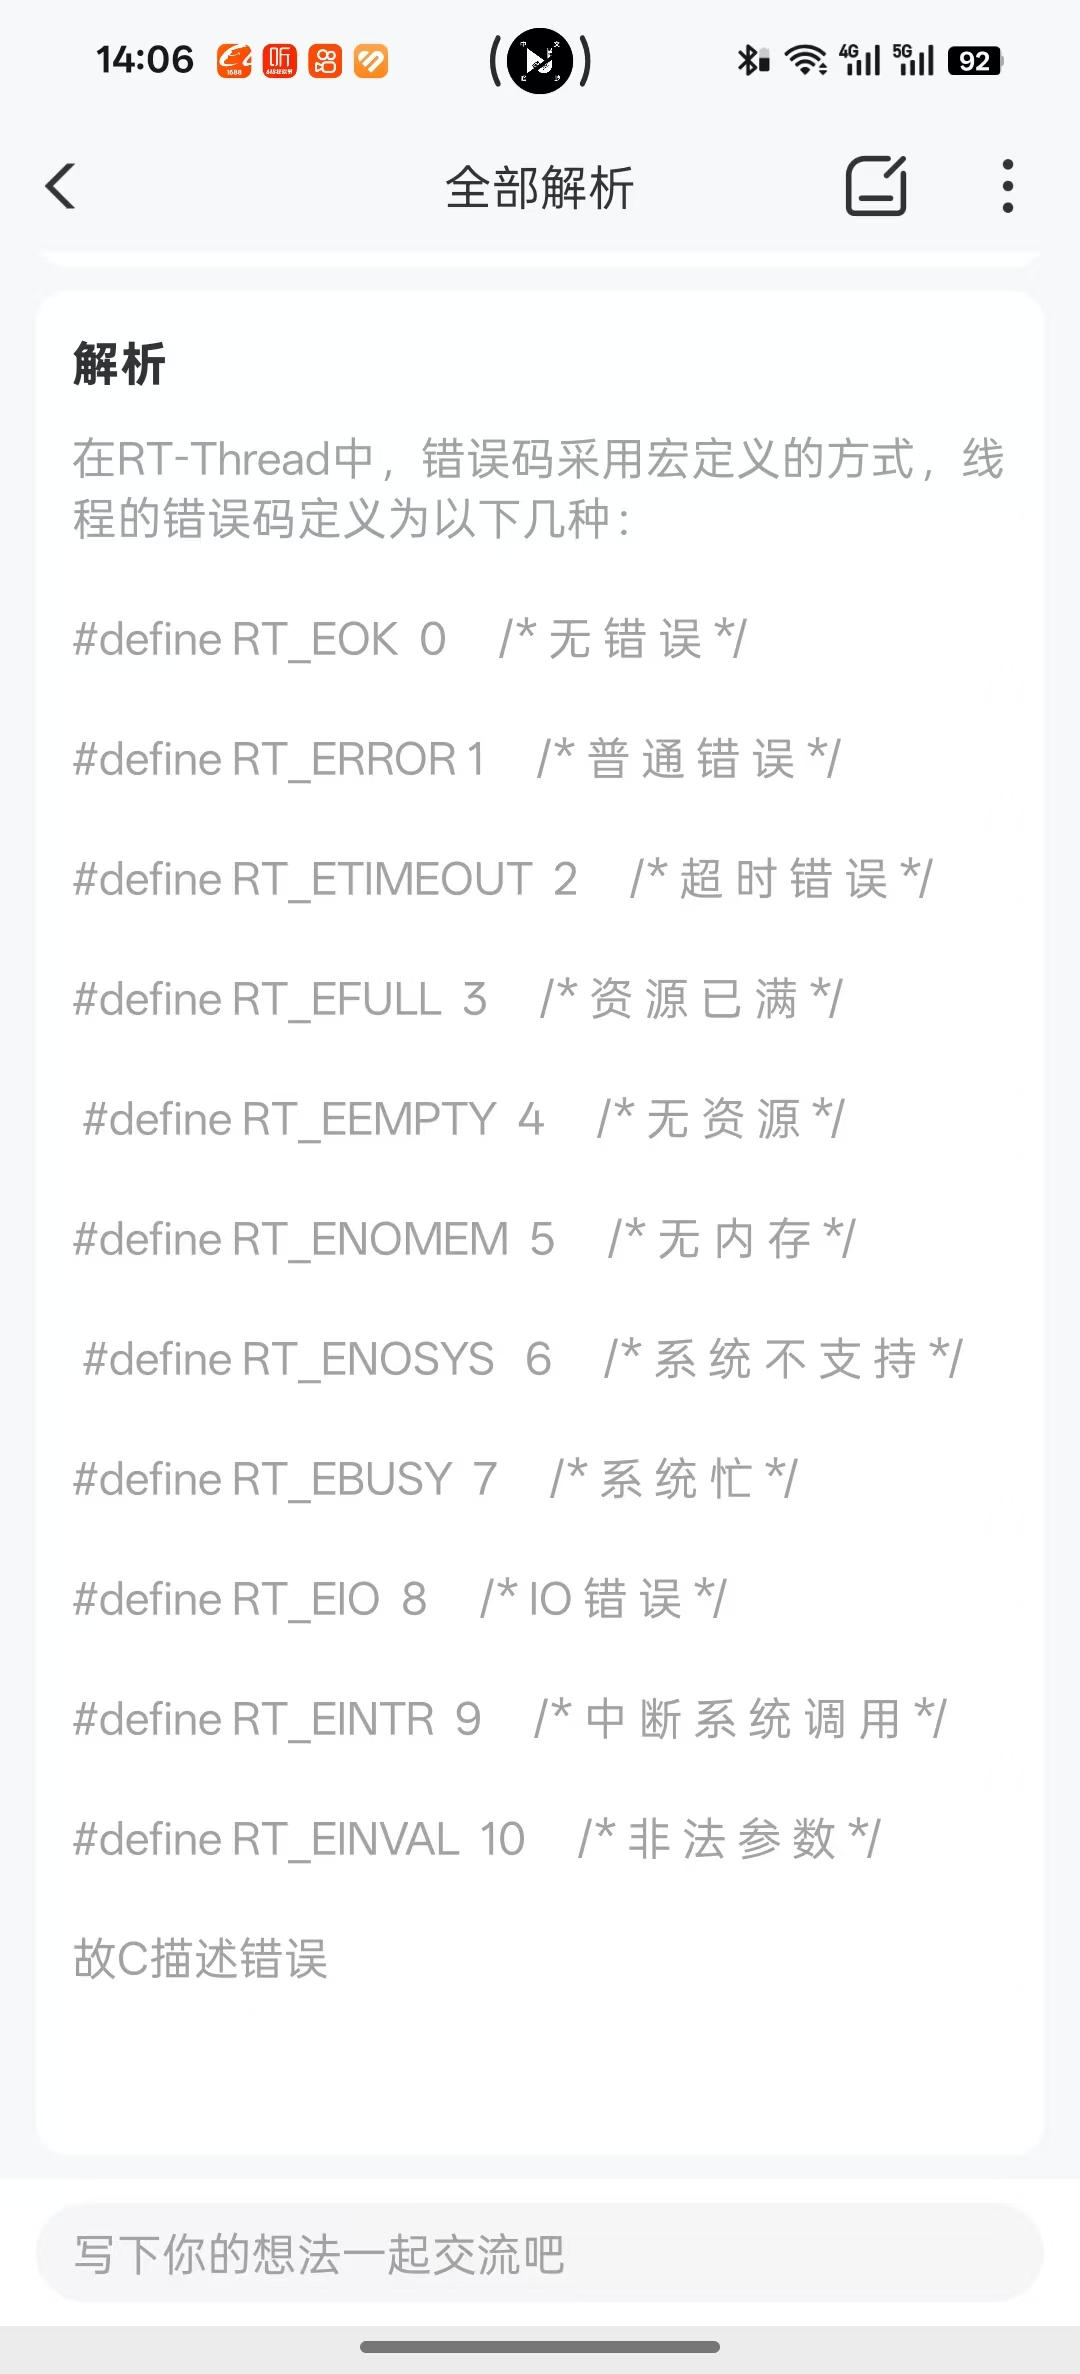 14:06
1688
听
4G
5G
92
全部解析
解析
在RT-Thread中，错误码采用宏定义的方式，线
程的错误码定义为以下几种：
#define RT_EOK 0 /* 无 错 误 */
#define RT_ERROR 1 /* 普 通 错 误 */
#define RT_ETIMEOUT 2 /* 超 时 错 误 */
#define RT_EFULL 3 /* 资 源 已 满 */
#define RT_EEMPTY 4 /* 无 资 源 */
#define RT_ENOMEM 5 /* 无 内 存 */
#define RT_ENOSYS 6 /* 系 统 不 支 持 */
#define RT_EBUSY 7 /* 系 统 忙 */
#define RT_EIO 8 /* IO 错 误 */
#define RT_EINTR 9 /* 中 断 系 统 调 用 */
#define RT_EINVAL 10 /* 非 法 参 数 */
故C描述错误
写下你的想法一起交流吧